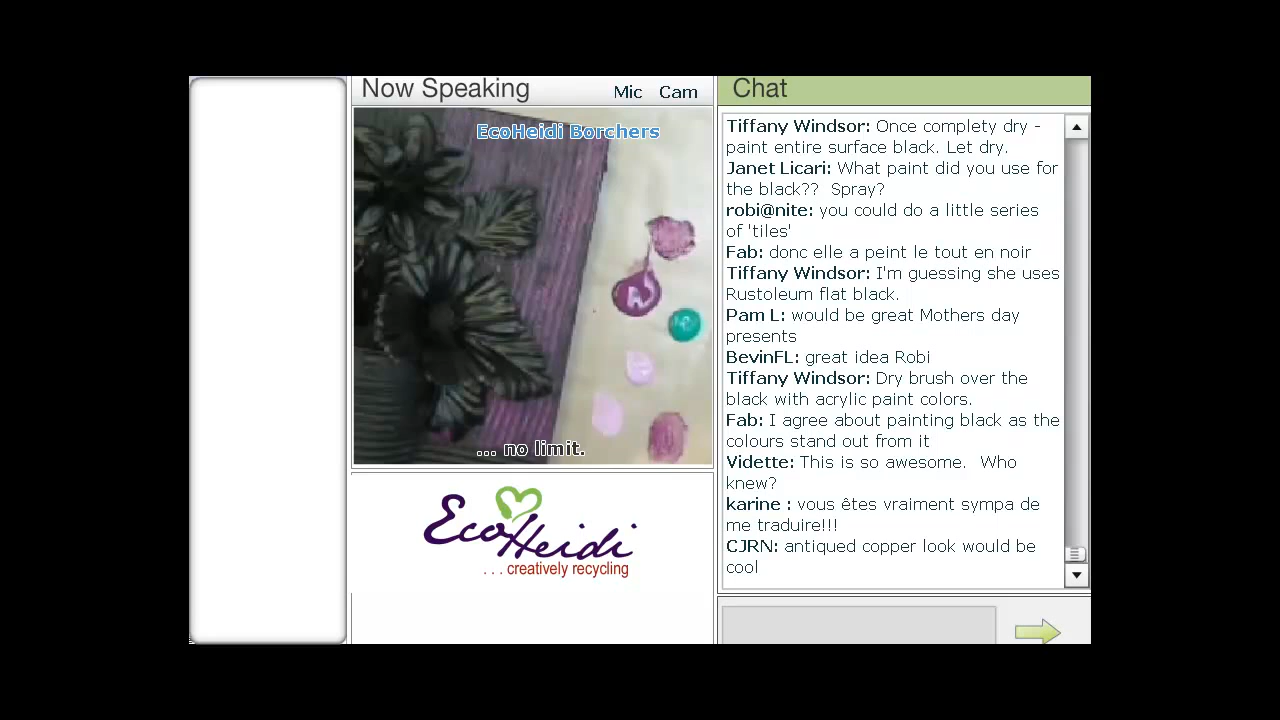 Now Speaking
Mic Cam
EcoHeidi Borchers
... no limit.
EcoHeidi
. . . creatively recycling
Chat
Tiffany Windsor: Once complety dry -
paint entire surface black. Let dry.
Janet Licari: What paint did you use for
the black?? Spray?
robi@nite: you could do a little series
of 'tiles'
Fab: donc elle a peint le tout en noir
Tiffany Windsor: I'm guessing she uses
Rustoleum flat black.
Pam L: would be great Mothers day
presents
BevinFL: great idea Robi
Tiffany Windsor: Dry brush over the
black with acrylic paint colors.
Fab: I agree about painting black as the
colours stand out from it
Vidette: This is so awesome. Who
knew?
karine : vous êtes vraiment sympa de
me traduire!!!
CJRN: antiqued copper look would be
cool